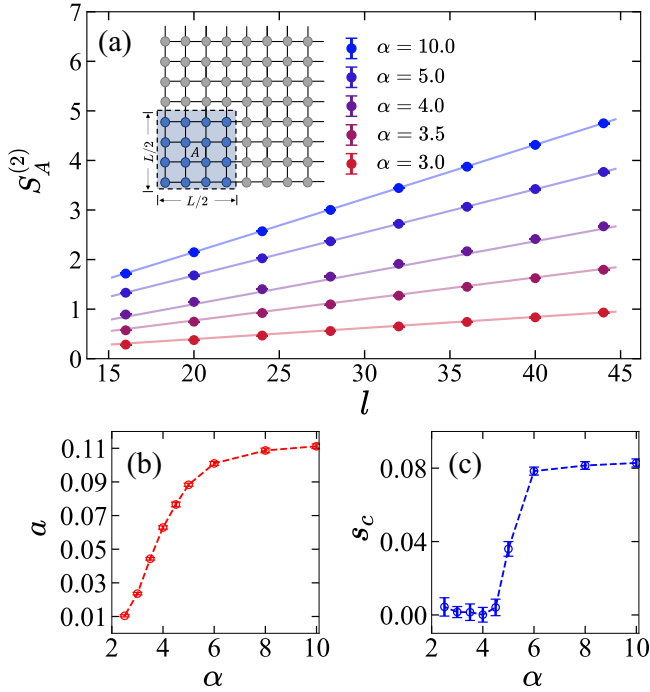 (a)
α = 10.0
α = 5.0
α = 4.0
α = 3.5
α = 3.0
A
L/2
L/2
S_A^{(2)}
7
6
5
4
3
2
1
0
15 20 25 30 35 40 45
l
(b)
a
0.11
0.09
0.07
0.05
0.03
0.01
2 4 6 8 10
α
(c)
s_c
0.08
0.04
0.00
2 4 6 8 10
α